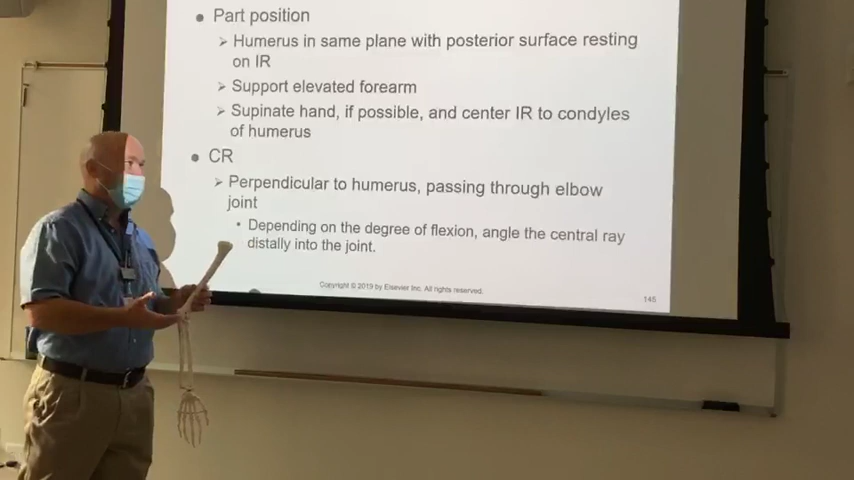 • Part position
➢ Humerus in same plane with posterior surface resting
on IR
➢ Support elevated forearm
➢ Supinate hand, if possible, and center IR to condyles
of humerus
• CR
➢ Perpendicular to humerus, passing through elbow
joint
• Depending on the degree of flexion, angle the central ray
distally into the joint.
Copyright © 2019 by Elsevier Inc. All rights reserved.
145